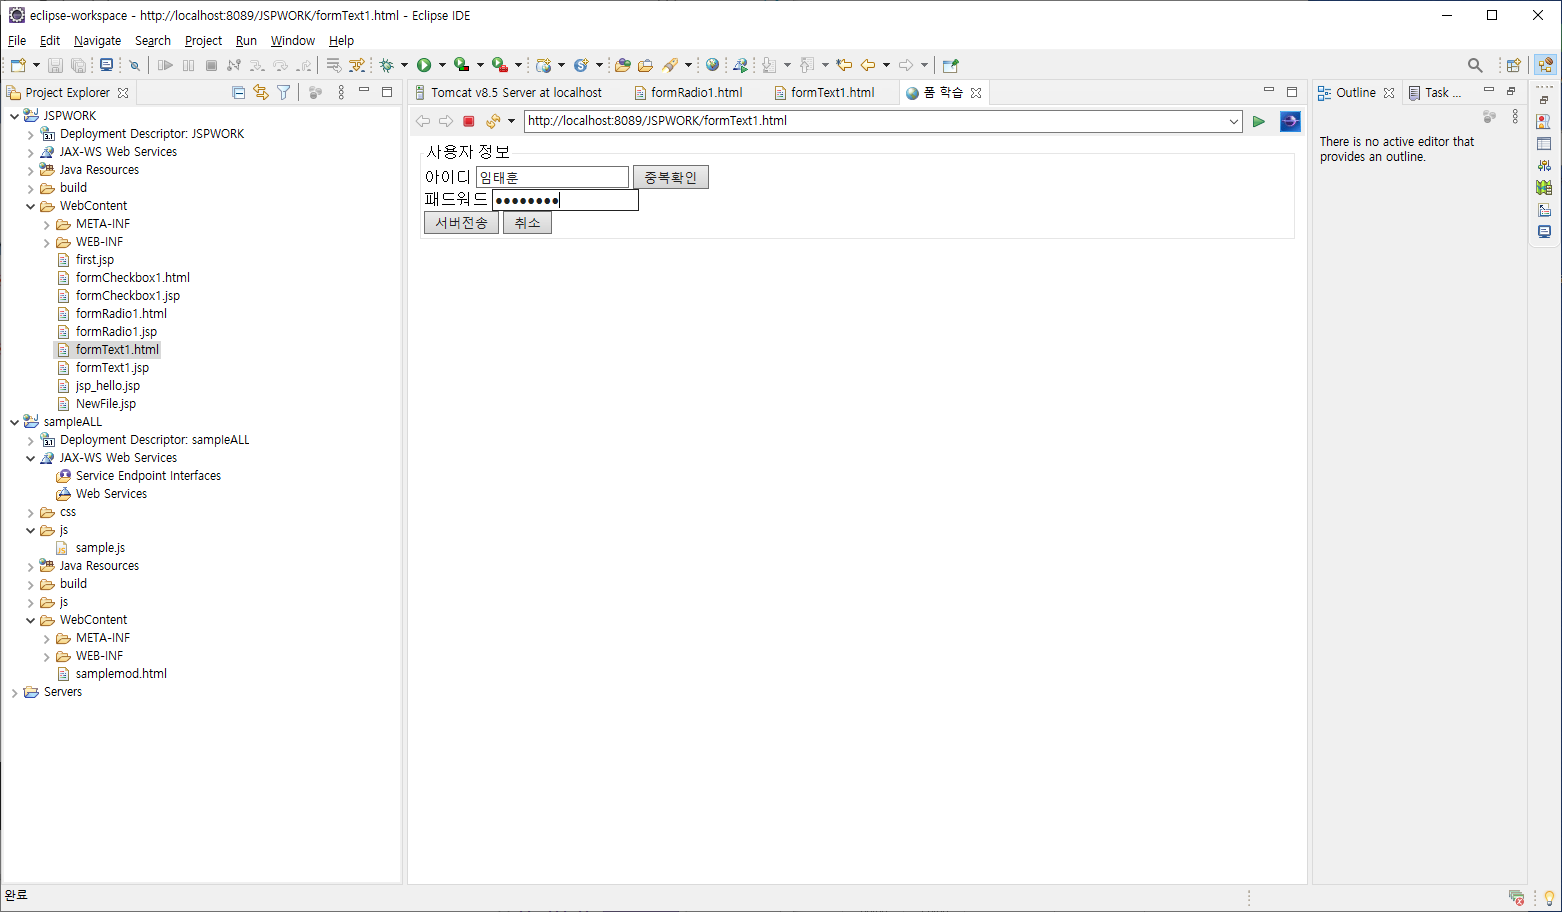 eclipse-workspace - http://localhost:8089/JSPWORK/formText1.html - Eclipse IDE
File Edit Navigate Search Project Run Window Help
Project Explorer
JSPWORK
Deployment Descriptor: JSPWORK
JAX-WS Web Services
Java Resources
build
WebContent
META-INF
WEB-INF
first.jsp
formCheckbox1.html
formCheckbox1.jsp
formRadio1.html
formRadio1.jsp
formText1.html
formText1.jsp
jsp_hello.jsp
NewFile.jsp
sampleALL
Deployment Descriptor: sampleALL
JAX-WS Web Services
Service Endpoint Interfaces
Web Services
css
js
sample.js
Java Resources
build
js
WebContent
META-INF
WEB-INF
samplemod.html
Servers
Tomcat v8.5 Server at localhost formRadio1.html formText1.html 폼 학습
http://localhost:8089/JSPWORK/formText1.html
사용자 정보
아이디 임태훈 중복확인
패드워드 ●●●●●●●●
서버전송 취소
Outline Task ...
There is no active editor that
provides an outline.
완료